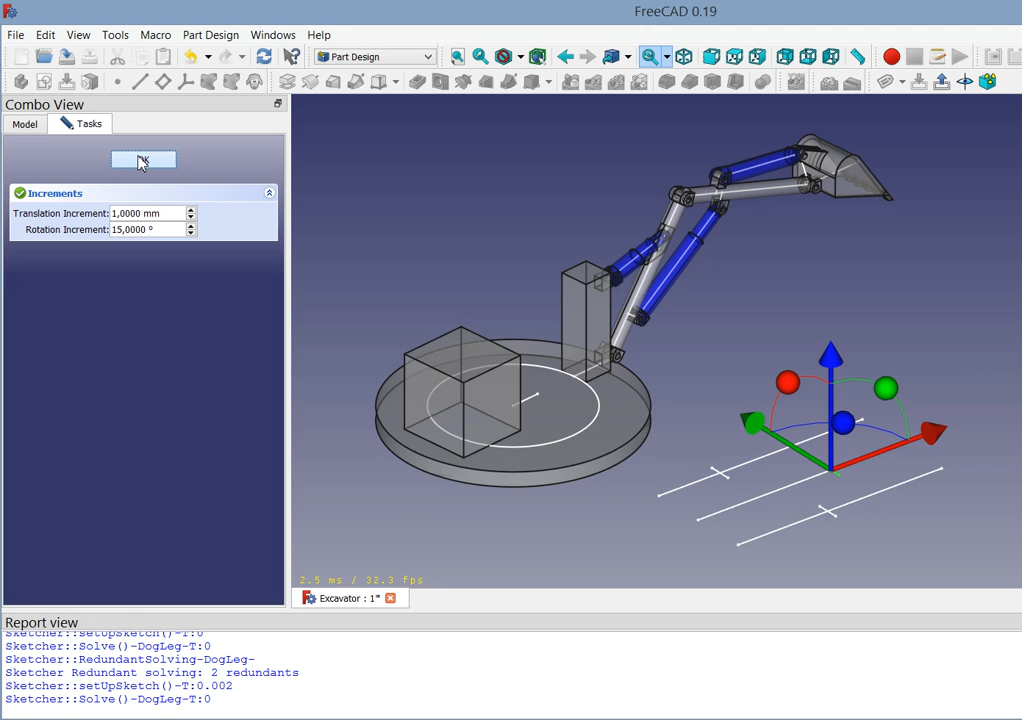 FreeCAD 0.19
File Edit View Tools Macro Part Design Windows Help
Part Design
Combo View
Model Tasks
Increments
Translation Increment: 1,0000 mm
Rotation Increment: 15,0000 °
2.5 ms / 32.3 fps
Excavator : 1*
Report view
Sketcher::setUpSketch()-T:0
Sketcher::Solve()-DogLeg-T:0
Sketcher::RedundantSolving-DogLeg-
Sketcher Redundant solving: 2 redundants
Sketcher::setUpSketch()-T:0.002
Sketcher::Solve()-DogLeg-T:0